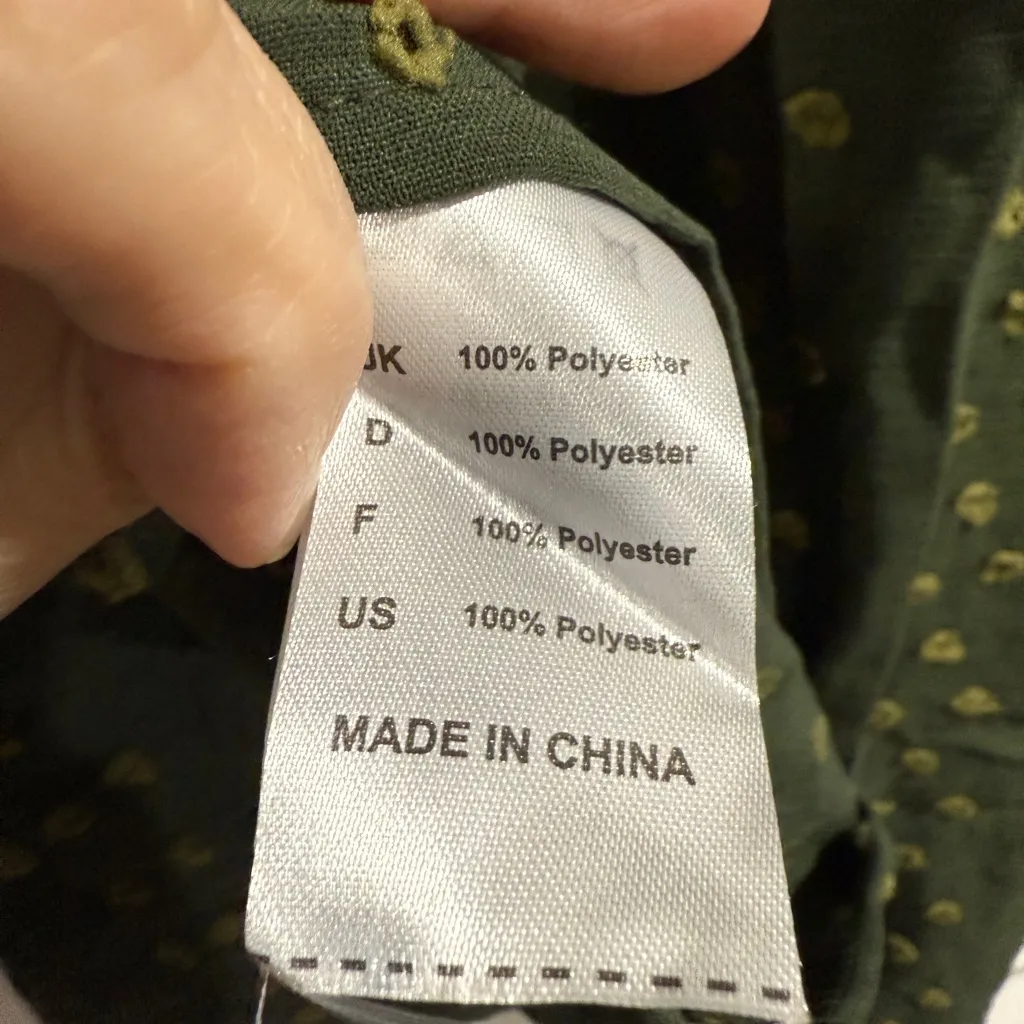 UK 100% Polyester
D 100% Polyester
F 100% Polyester
US 100% Polyester
MADE IN CHINA